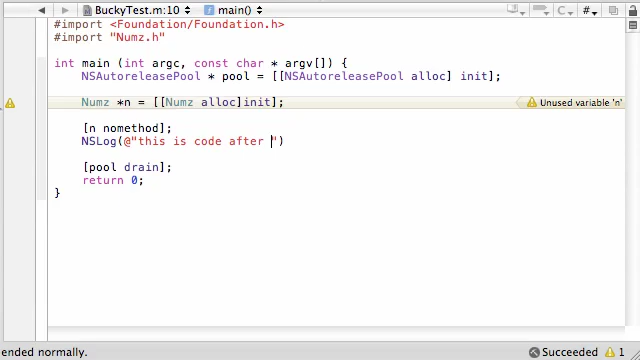 BuckyTest.m:10 main() C #
#import <Foundation/Foundation.h>
#import "Numz.h"
int main (int argc, const char * argv[]) {
NSAutoreleasePool * pool = [[NSAutoreleasePool alloc] init];
Numz *n = [[Numz alloc]init]; Unused variable 'n'
[n nomethod];
NSLog(@"this is code after ")
[pool drain];
return 0;
}
ended normally. Succeeded 1